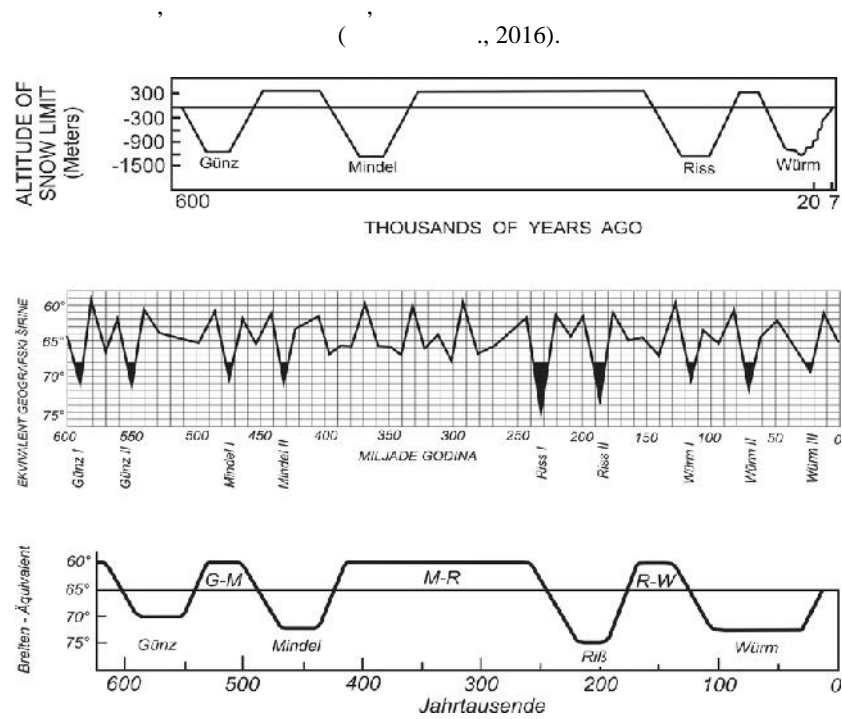 , ,
( ., 2016).
ALTITUDE OF
SNOW LIMIT
(Meters)
300
-300
-900
-1500
Günz
Mindel
Riss
Würm
600
20 7
THOUSANDS OF YEARS AGO
EKVIVALENT GEOGRAFSKI ŠIRINE
60°
65°
70°
75°
600 550 500 450 400 350 300 250 200 150 100 50 0
MILJADE GODINA
Günz I
Günz II
Mindel I
Mindel II
Riss I
Riss II
Würm I
Würm II
Würm III
Breiten - Äquivalent
60°
65°
70°
75°
G-M
M-R
R-W
Günz
Mindel
Riß
Würm
600 500 400 300 200 100 0
Jahrtausende